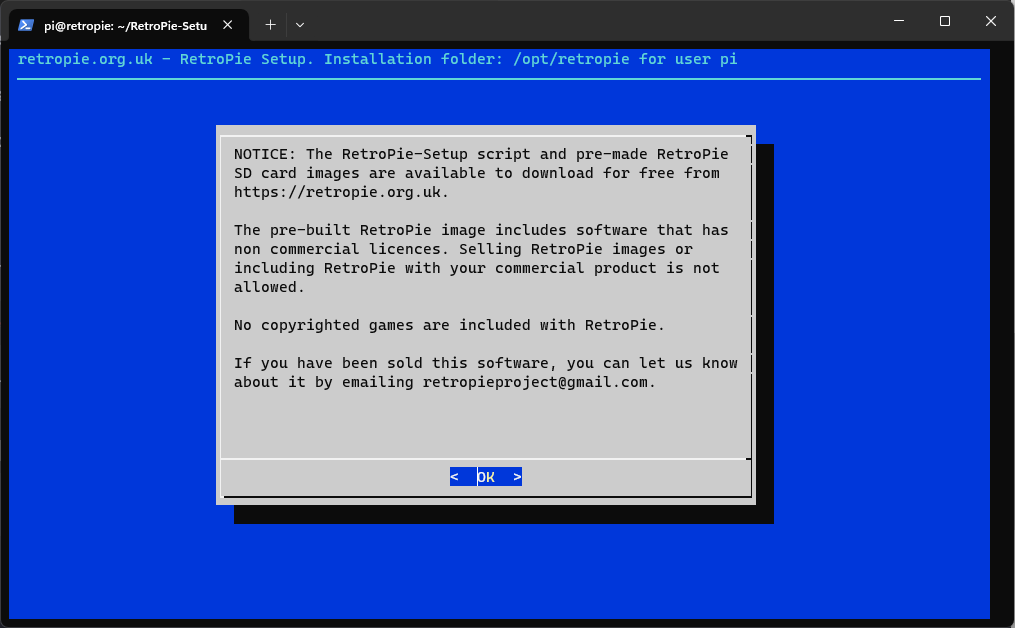 pi@retropie: ~/RetroPie-Setu
retropie.org.uk - RetroPie Setup. Installation folder: /opt/retropie for user pi
NOTICE: The RetroPie-Setup script and pre-made RetroPie
SD card images are available to download for free from
https://retropie.org.uk.
The pre-built RetroPie image includes software that has
non commercial licences. Selling RetroPie images or
including RetroPie with your commercial product is not
allowed.
No copyrighted games are included with RetroPie.
If you have been sold this software, you can let us know
about it by emailing retropieproject@gmail.com.
< OK >